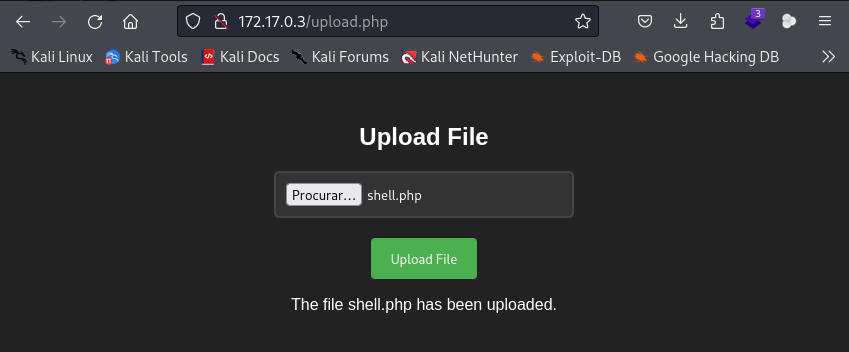 172.17.0.3/upload.php
3
Kali Linux Kali Tools Kali Docs Kali Forums Kali NetHunter Exploit-DB Google Hacking DB
Upload File
Procurar... shell.php
Upload File
The file shell.php has been uploaded.